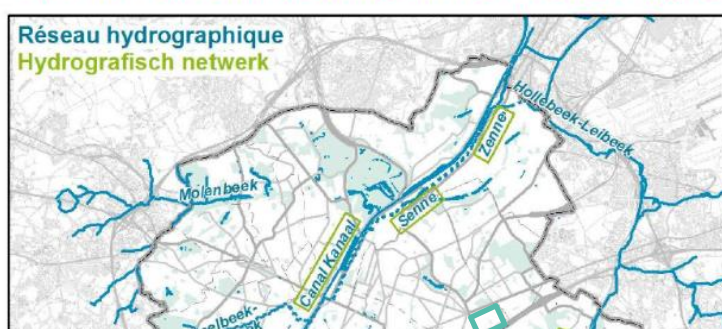 Réseau hydrographique
Hydrografisch netwerk
Hollebeek-Leibeek
Zenne
Molenbeek
Senne
Canal Kanaal